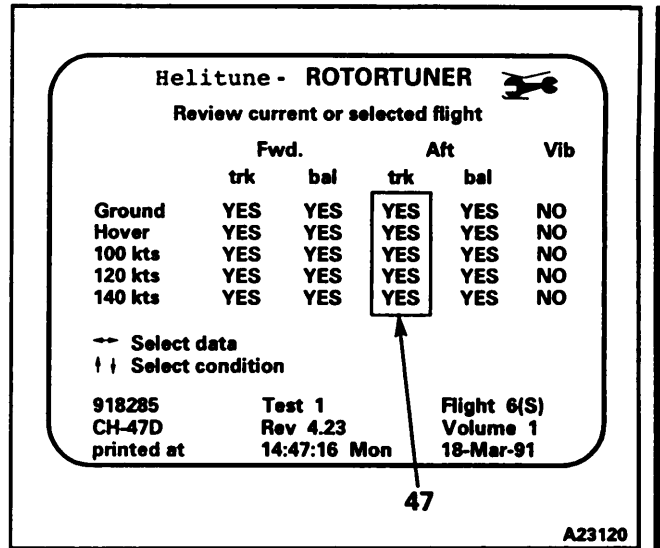 Helitune - ROTORTUNER
Review current or selected flight
Fwd. Aft Vib
trk bal trk bal
Ground YES YES YES YES NO
Hover YES YES YES YES NO
100 kts YES YES YES YES NO
120 kts YES YES YES YES NO
140 kts YES YES YES YES NO
↔ Select data
↑↓ Select condition
918285 Test 1 Flight 6(S)
CH-47D Rev 4.23 Volume 1
printed at 14:47:16 Mon 18-Mar-91
47
A23120